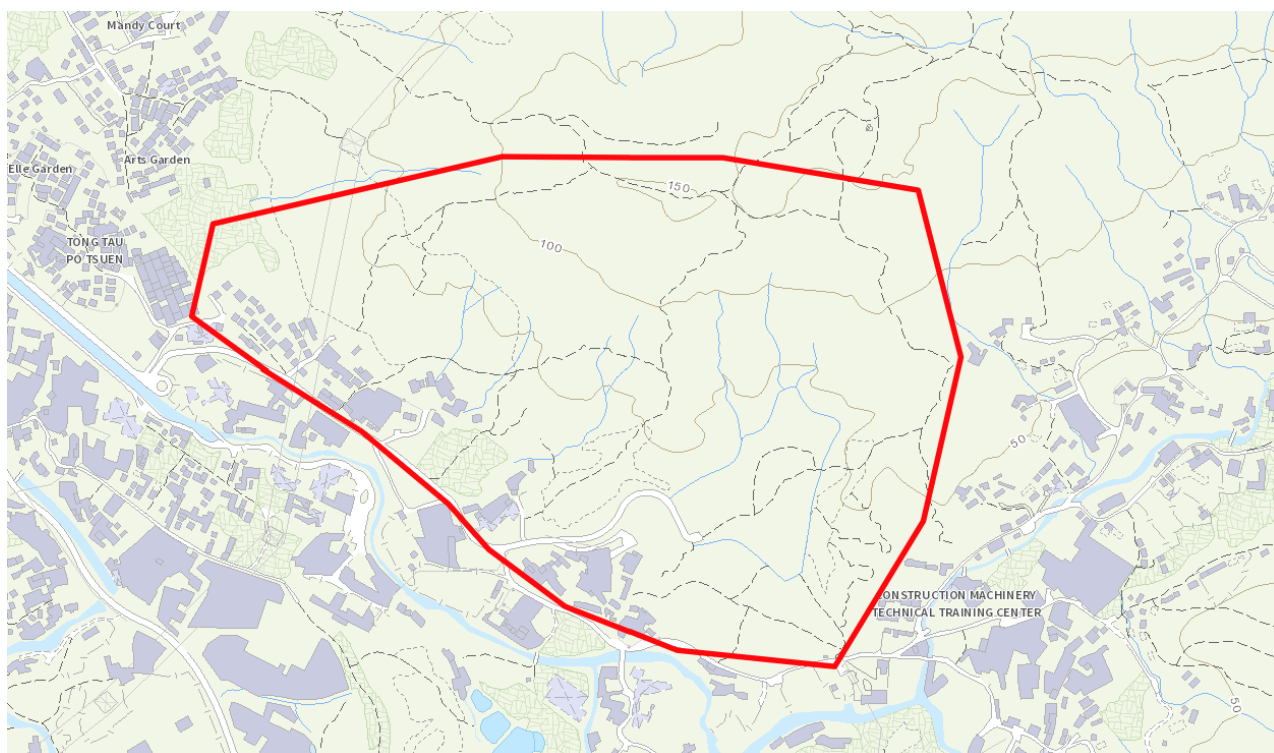 Mandy Court
Arts Garden
Elle Garden
150
TONG TAU
PO TSUEN
100
50
CONSTRUCTION MACHINERY
TECHNICAL TRAINING CENTER
50